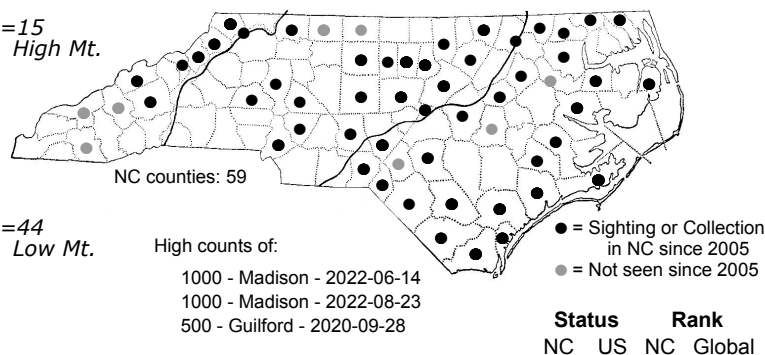 =15
High Mt.
NC counties: 59
=44
Low Mt.
High counts of:
1000 - Madison - 2022-06-14
1000 - Madison - 2022-08-23
500 - Guilford - 2020-09-28
= Sighting or Collection
in NC since 2005
= Not seen since 2005
Status Rank
NC US NC Global